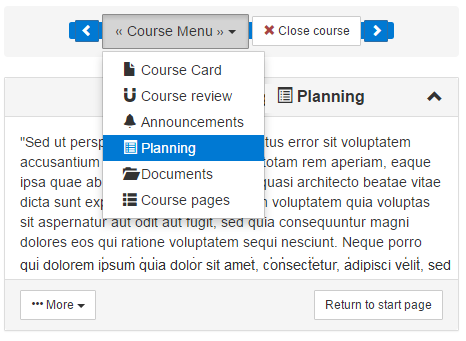 « Course Menu » Close course
Course Card
Course review
Announcements
Planning
Documents
Course pages
Planning
"Sed ut persp tus error sit voluptatem
accusantium totam rem aperiam, eaque
ipsa quae ab quasi architecto beatae vitae
dicta sunt exp voluptatem quia voluptas
sit aspernatur aut odit aut fugit, sed quia consequuntur magni
dolores eos qui ratione voluptatem sequi nesciunt. Neque porro
qui dolorem ipsum quia dolor sit amet, consectetur, adipisci velit, sed
••• More Return to start page